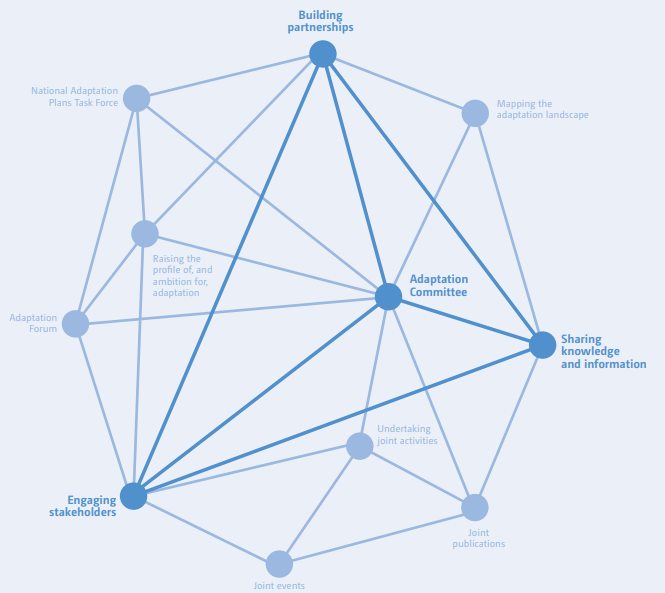 Building
partnerships
National Adaptation
Plans Task Force
Mapping the
adaptation landscape
Raising the
profile of, and
ambition for,
adaptation
Adaptation
Committee
Adaptation
Forum
Sharing
knowledge
and information
Undertaking
joint activities
Engaging
stakeholders
Joint
publications
Joint events